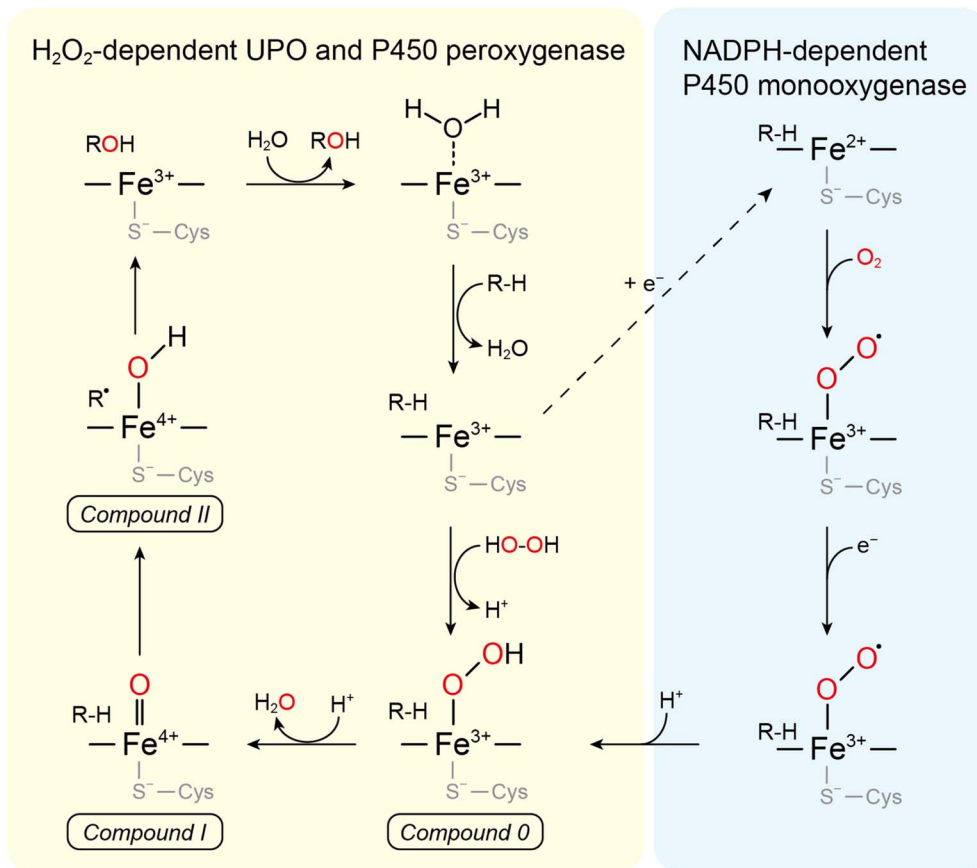 H₂O₂-dependent UPO and P450 peroxygenase
NADPH-dependent
P450 monooxygenase
ROH
Fe³⁺
S⁻—Cys
H₂O
ROH
H
H
O
Fe³⁺
S⁻—Cys
R-H
Fe²⁺
S⁻—Cys
R-H
H₂O
+ e⁻
O₂
R•
O
H
Fe⁴⁺
S⁻—Cys
Compound II
R-H
Fe³⁺
S⁻—Cys
O
O•
R-H
Fe³⁺
S⁻—Cys
HO-OH
H⁺
e⁻
O
R-H
Fe⁴⁺
S⁻—Cys
Compound I
H₂O
H⁺
OH
O
R-H
Fe³⁺
S⁻—Cys
Compound 0
H⁺
O•
O
R-H
Fe³⁺
S⁻—Cys